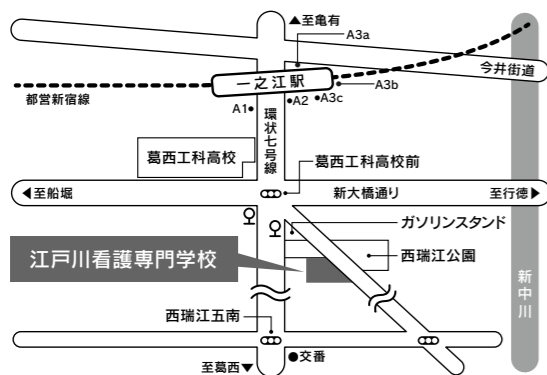 ▲至亀有
A3a
今井街道
一之江駅
A3b
都営新宿線
A1
A2
A3c
環状七号線
葛西工科高校
葛西工科高校前
◀至船堀
新大橋通り
至行徳▶
ガソリンスタンド
江戸川看護専門学校
西瑞江公園
新中川
西瑞江五南
交番
至葛西▼